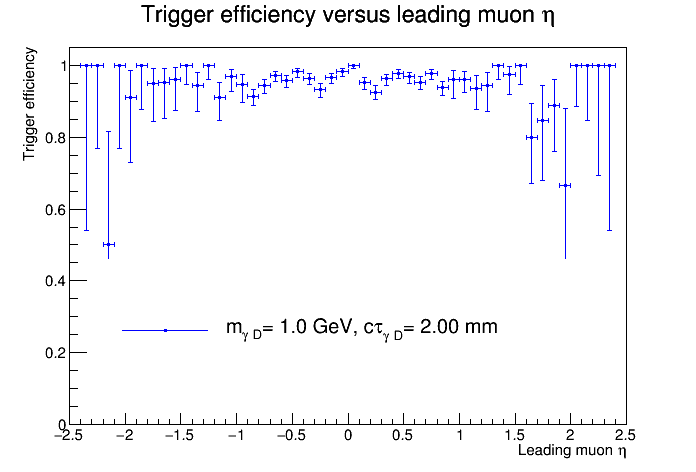 Trigger efficiency versus leading muon η
Trigger efficiency
1
0.8
0.6
0.4
0.2
0
mγ D= 1.0 GeV, cτγ D= 2.00 mm
−2.5 −2 −1.5 −1 −0.5 0 0.5 1 1.5 2 2.5
Leading muon η